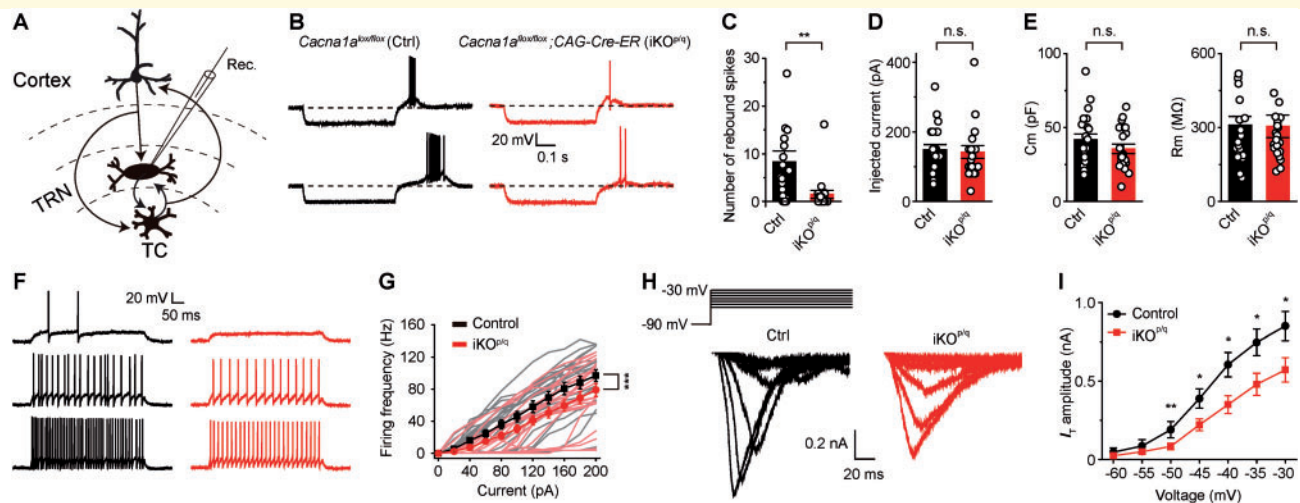 A
Cortex
Rec.
TRN
TC
B
Cacna1a^lox/flox (Ctrl)
Cacna1a^flox/flox;CAG-Cre-ER (iKO^p/q)
20 mV
0.1 s
C
**
Number of rebound spikes
30
20
10
0
Ctrl
iKO^p/q
D
n.s.
Injected current (pA)
400
200
0
Ctrl
iKO^p/q
E
n.s.
Cm (pF)
100
50
0
Ctrl
iKO^p/q
n.s.
Rm (MΩ)
600
300
0
Ctrl
iKO^p/q
F
20 mV
50 ms
G
Control
iKO^p/q
***
Firing frequency (Hz)
160
120
80
40
0
0 40 80 120 160 200
Current (pA)
H
-30 mV
-90 mV
Ctrl
iKO^p/q
0.2 nA
20 ms
I
Control
iKO^p/q
I_T amplitude (nA)
1.0
0.5
0
** * * * *
-60 -55 -50 -45 -40 -35 -30
Voltage (mV)